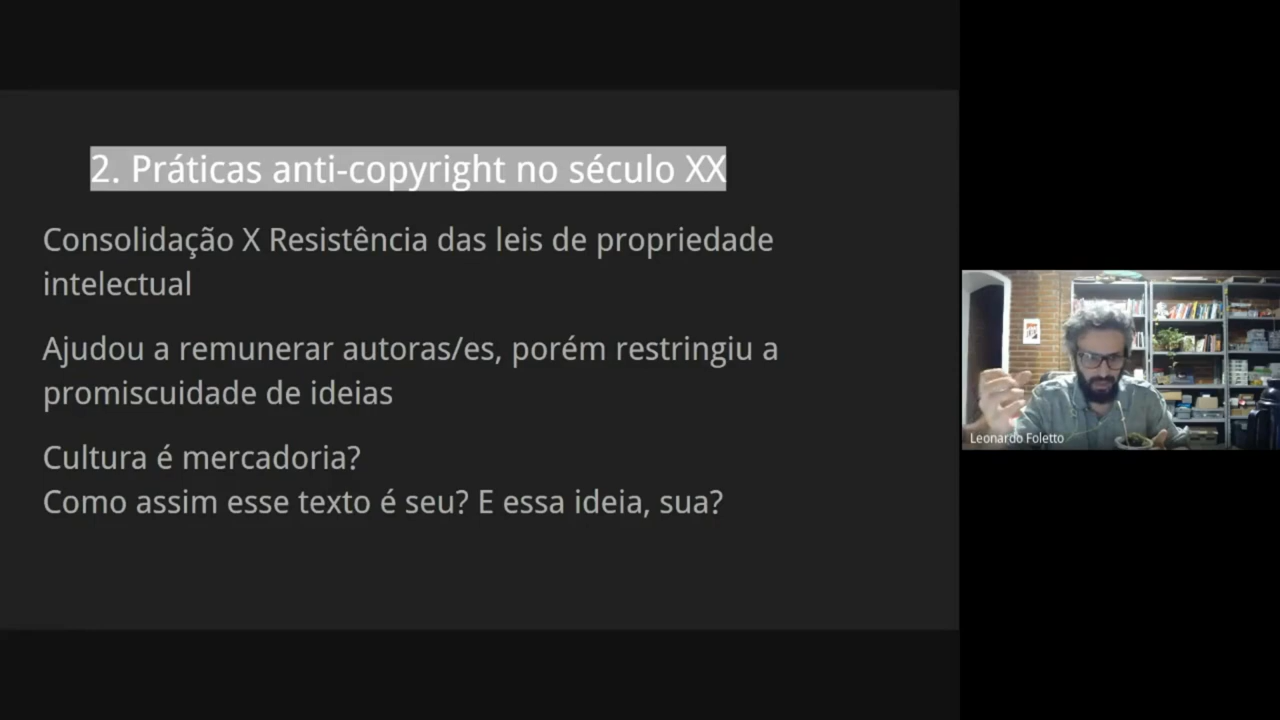 2. Práticas anti-copyright no século XX
Consolidação X Resistência das leis de propriedade
intelectual
Ajudou a remunerar autoras/es, porém restringiu a
promiscuidade de ideias
Cultura é mercadoria?
Como assim esse texto é seu? E essa ideia, sua?
Leonardo Foletto